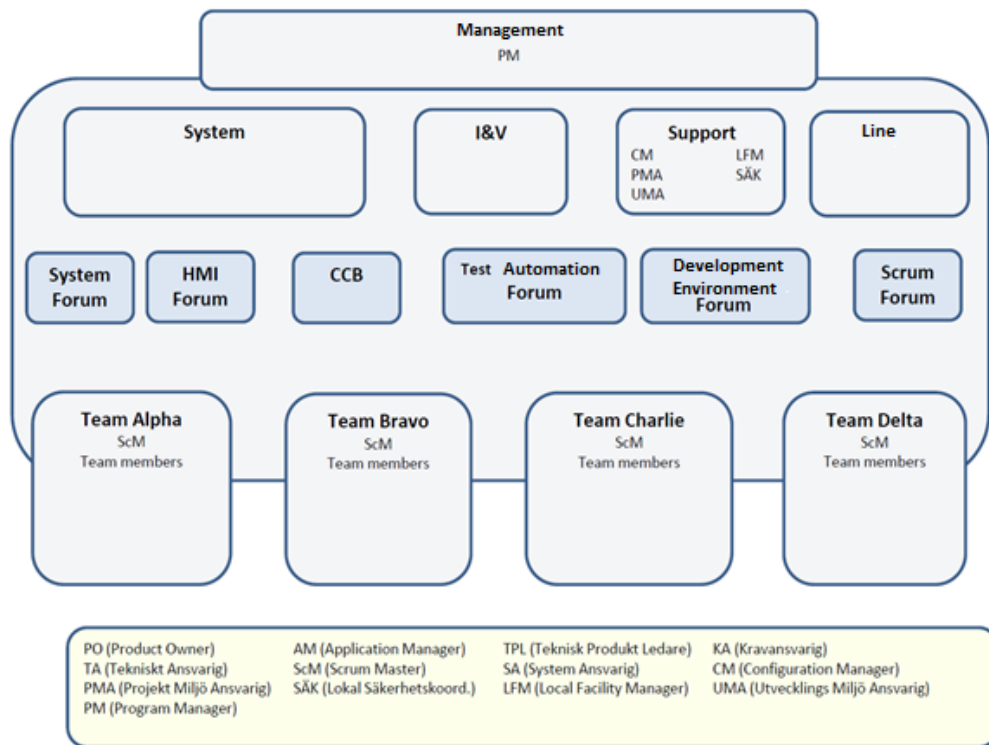 Management
PM
System
I&V
Support
CM LFM
PMA SÄK
UMA
Line
System
Forum
HMI
Forum
CCB
Test Automation
Forum
Development
Environment
Forum
Scrum
Forum
Team Alpha
ScM
Team members
Team Bravo
ScM
Team members
Team Charlie
ScM
Team members
Team Delta
ScM
Team members
PO (Product Owner) AM (Application Manager) TPL (Teknisk Produkt Ledare) KA (Kravansvarig)
TA (Tekniskt Ansvarig) ScM (Scrum Master) SA (System Ansvarig) CM (Configuration Manager)
PMA (Projekt Miljö Ansvarig) SÄK (Lokal Säkerhetskoord.) LFM (Local Facility Manager) UMA (Utvecklings Miljö Ansvarig)
PM (Program Manager)